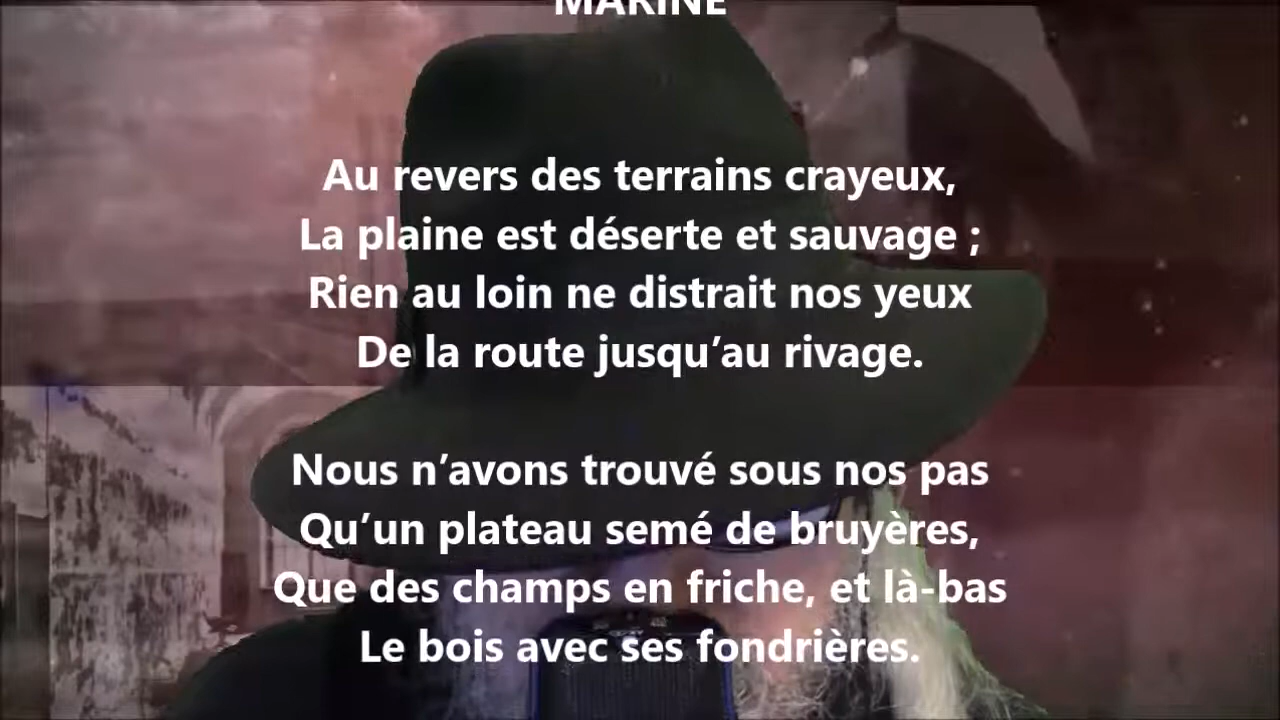 MARINE
Au revers des terrains crayeux,
La plaine est déserte et sauvage ;
Rien au loin ne distrait nos yeux
De la route jusqu’au rivage.
Nous n’avons trouvé sous nos pas
Qu’un plateau semé de bruyères,
Que des champs en friche, et là-bas
Le bois avec ses fondrières.